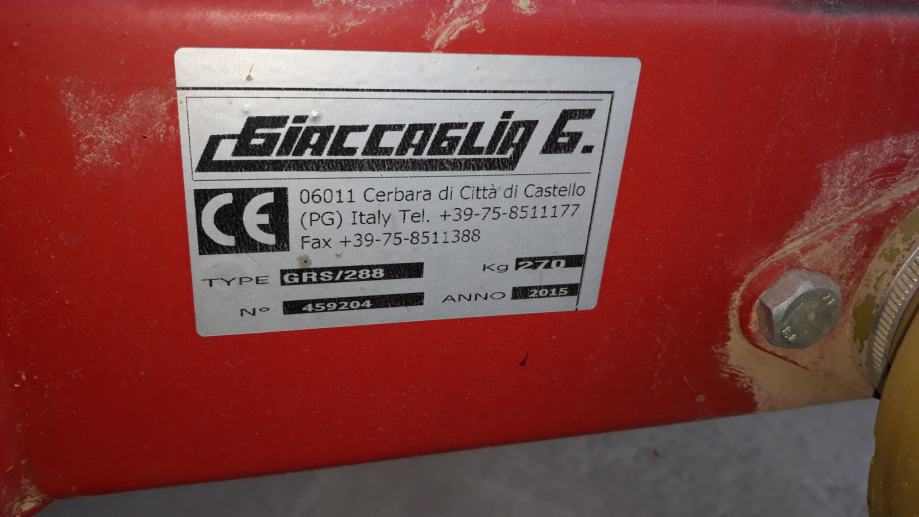 GIACCAGLIA G.
CE
06011 Cerbara di Città di Castello
(PG) Italy Tel. +39-75-8511177
Fax +39-75-8511388
TYPE GRS/288 Kg 270
N° 459204 ANNO 2015